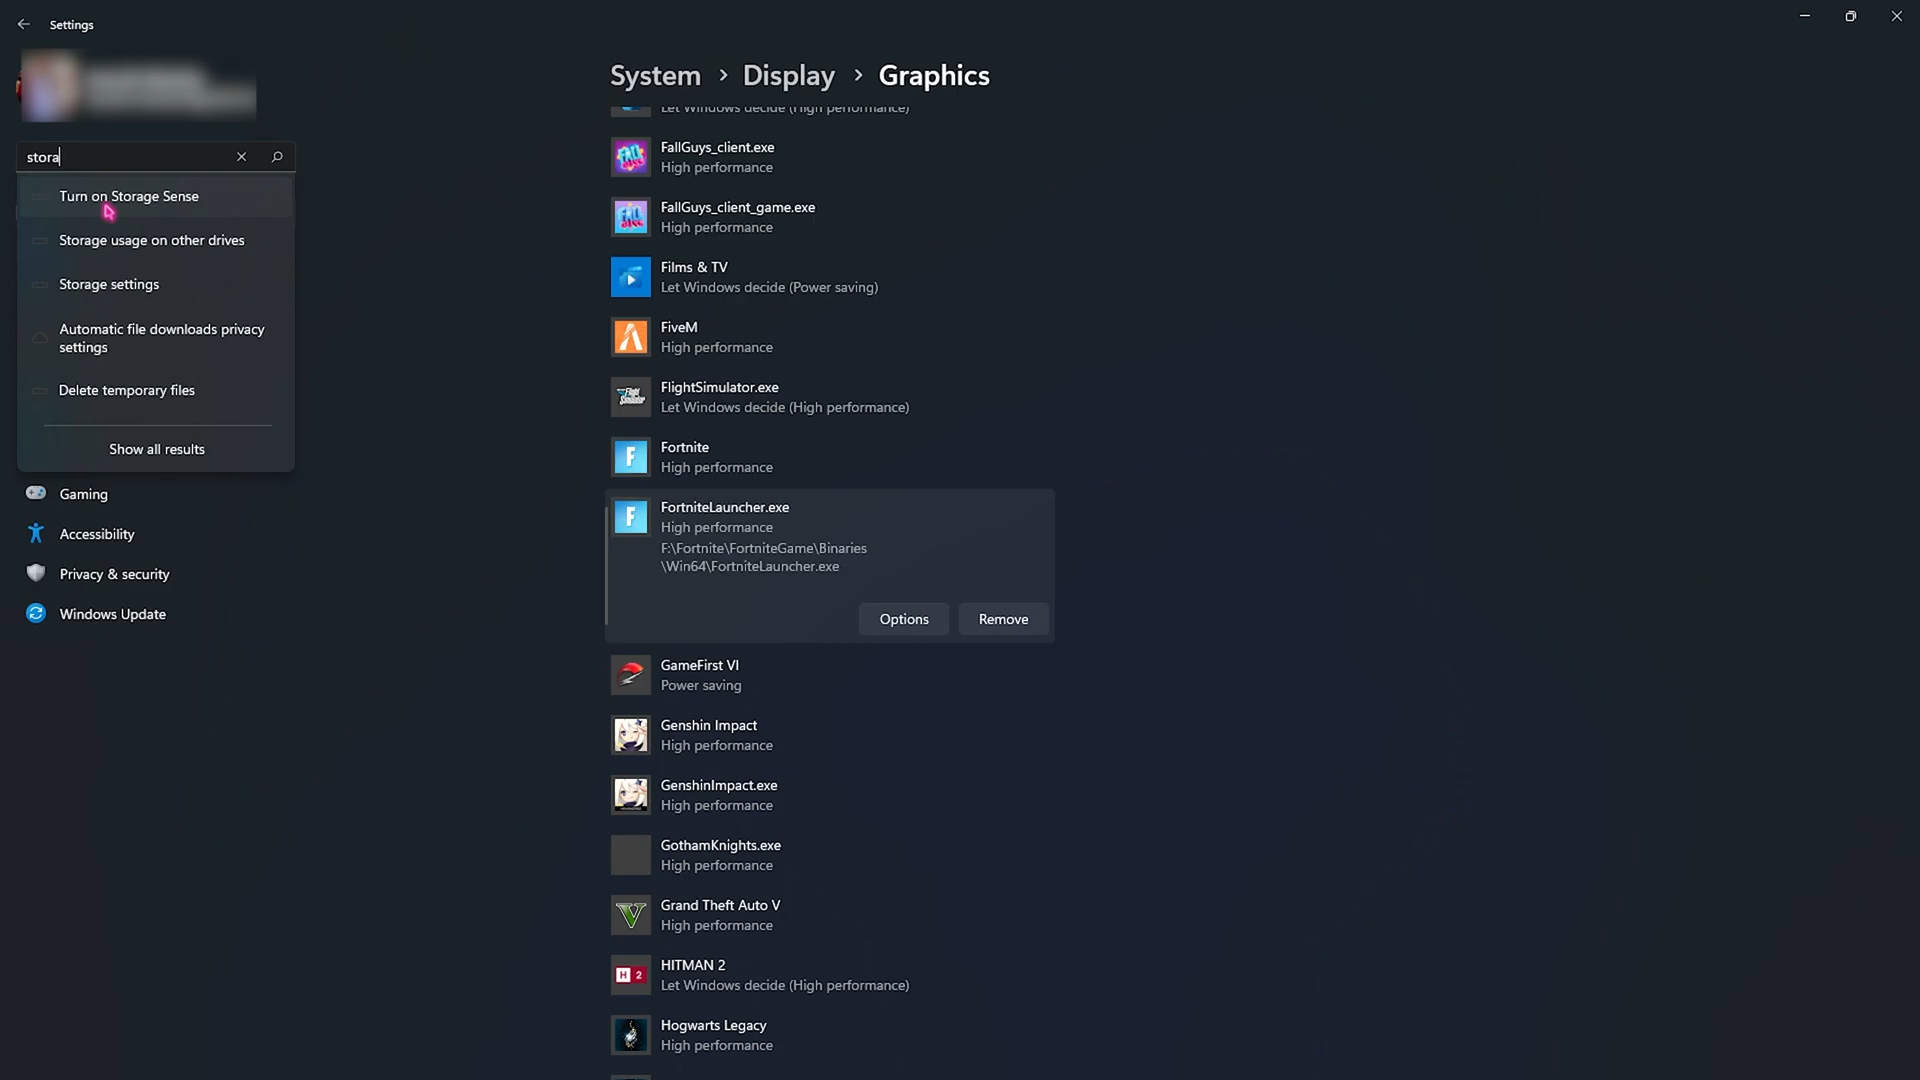 Settings
stora
Turn on Storage Sense
Storage usage on other drives
Storage settings
Automatic file downloads privacy
settings
Delete temporary files
Show all results
Gaming
Accessibility
Privacy & security
Windows Update
System > Display > Graphics
Let Windows decide (High performance)
FallGuys_client.exe
High performance
FallGuys_client_game.exe
High performance
Films & TV
Let Windows decide (Power saving)
FiveM
High performance
FlightSimulator.exe
Let Windows decide (High performance)
Fortnite
High performance
FortniteLauncher.exe
High performance
F:\Fortnite\FortniteGame\Binaries
\Win64\FortniteLauncher.exe
Options
Remove
GameFirst VI
Power saving
Genshin Impact
High performance
GenshinImpact.exe
High performance
GothamKnights.exe
High performance
Grand Theft Auto V
High performance
HITMAN 2
Let Windows decide (High performance)
Hogwarts Legacy
High performance